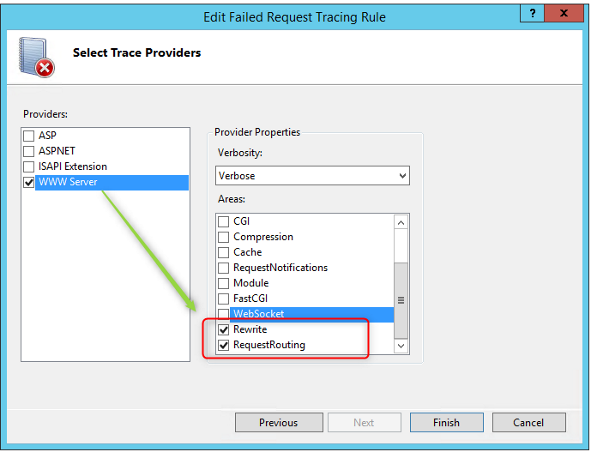 Edit Failed Request Tracing Rule
?
x
Select Trace Providers
Providers:
ASP
ASPNET
ISAPI Extension
WWW Server
Provider Properties
Verbosity:
Verbose
Areas:
CGI
Compression
Cache
RequestNotifications
Module
FastCGI
WebSocket
Rewrite
RequestRouting
Previous
Next
Finish
Cancel